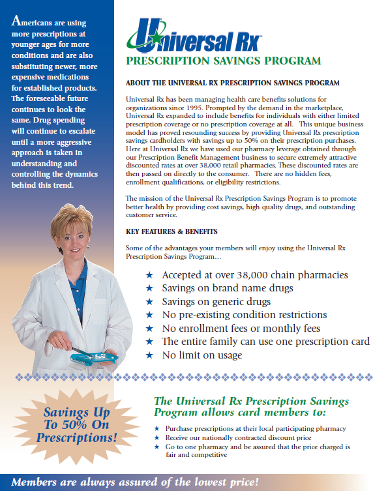 Americans are using
more prescriptions at
younger ages for more
conditions and are also
substituting newer, more
expensive medications
for established products.
The foreseeable future
continues to look the
same. Drug spending
will continue to escalate
until a more aggressive
approach is taken in
understanding and
controlling the dynamics
behind this trend.
Universal Rx
PRESCRIPTION SAVINGS PROGRAM
ABOUT THE UNIVERSAL RX PRESCRIPTION SAVINGS PROGRAM
Universal Rx has been managing health care benefits solutions for
organizations since 1995. Prompted by the demand in the marketplace,
Universal Rx expanded to include benefits for individuals with either limited
prescription coverage or no prescription coverage at all. This unique business
model has proved resounding success by providing Universal Rx prescription
savings cardholders with savings up to 50% on their prescription purchases.
Here at Universal Rx we have used our pharmacy leverage obtained through
our Prescription Benefit Management business to secure extremely attractive
discounted rates at over 38,000 retail pharmacies. These discounted rates are
then passed on directly to the consumer. There are no hidden fees,
enrollment qualifications, or eligibility restrictions.
The mission of the Universal Rx Prescription Savings Program is to promote
better health by providing cost savings, high quality drugs, and outstanding
customer service.
KEY FEATURES & BENEFITS
Some of the advantages your members will enjoy using the Universal Rx
Prescription Savings Program…
★ Accepted at over 38,000 chain pharmacies
★ Savings on brand name drugs
★ Savings on generic drugs
★ No pre-existing condition restrictions
★ No enrollment fees or monthly fees
★ The entire family can use one prescription card
★ No limit on usage
Savings Up
To 50% On
Prescriptions!
The Universal Rx Prescription Savings
Program allows card members to:
★ Purchase prescriptions at their local participating pharmacy
★ Receive our nationally contracted discount price
★ Go to one pharmacy and be assured that the price charged is
fair and competitive
Members are always assured of the lowest price!